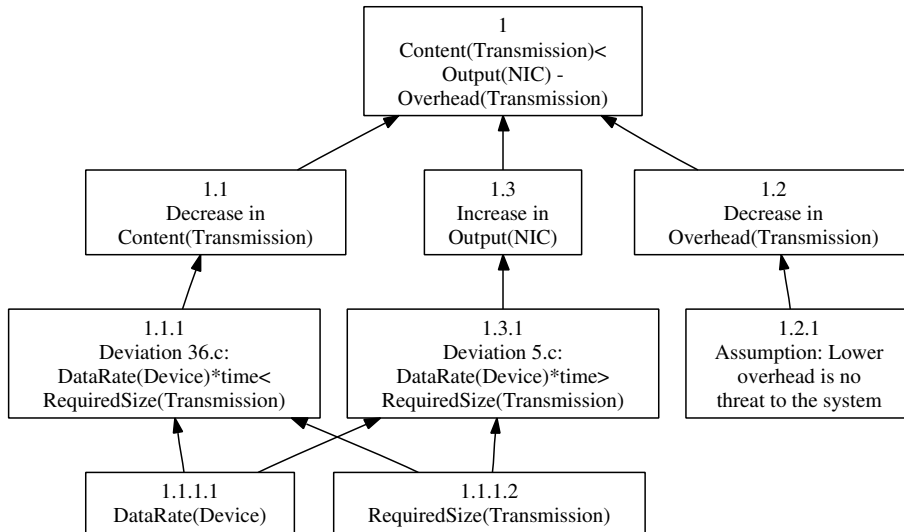 1
Content(Transmission)<
Output(NIC) -
Overhead(Transmission)
1.1
Decrease in
Content(Transmission)
1.3
Increase in
Output(NIC)
1.2
Decrease in
Overhead(Transmission)
1.1.1
Deviation 36.c:
DataRate(Device)*time<
RequiredSize(Transmission)
1.3.1
Deviation 5.c:
DataRate(Device)*time>
RequiredSize(Transmission)
1.2.1
Assumption: Lower
overhead is no
threat to the system
1.1.1.1
DataRate(Device)
1.1.1.2
RequiredSize(Transmission)